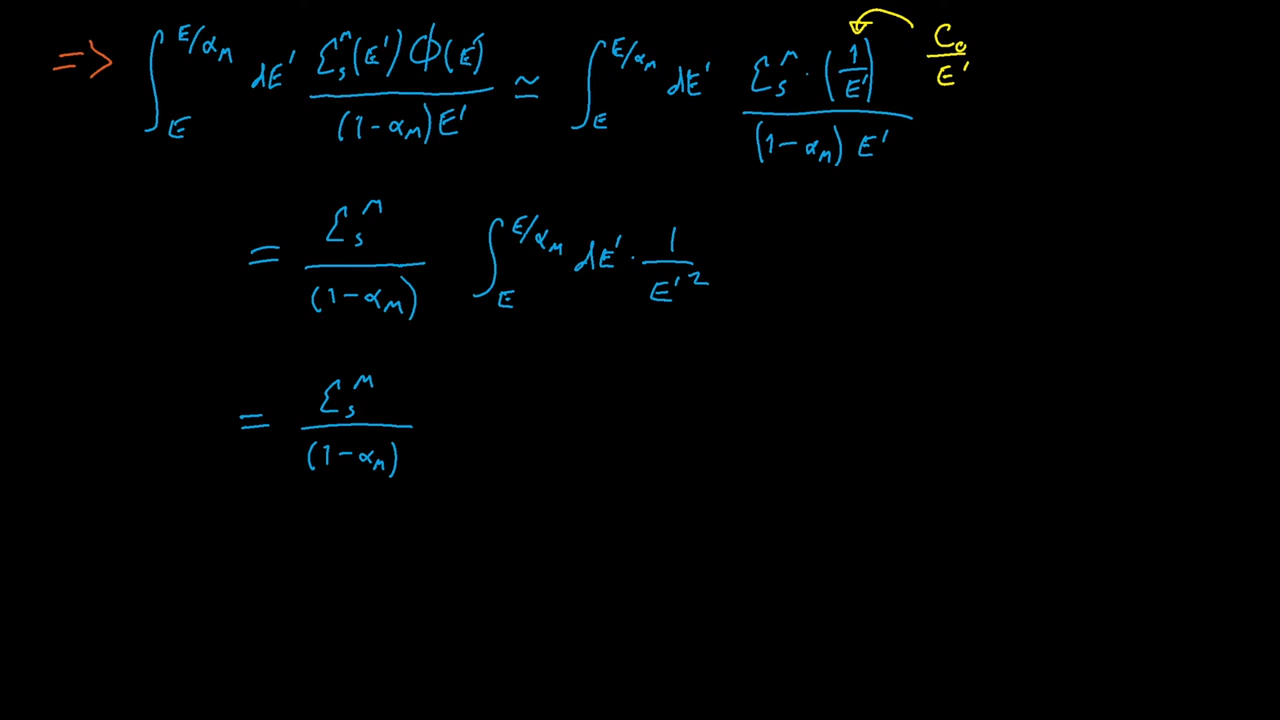 => ∫_E^{E/α_M} dE' (Σ_s^M(E') Φ(E')) / ((1-α_M)E') ≃ ∫_E^{E/α_M} dE' (Σ_s^M · (1/E')) / ((1-α_M) E') C_0/E'
= Σ_s^M / (1-α_M) ∫_E^{E/α_M} dE' · 1/E'^2
= Σ_s^M / (1-α_M)